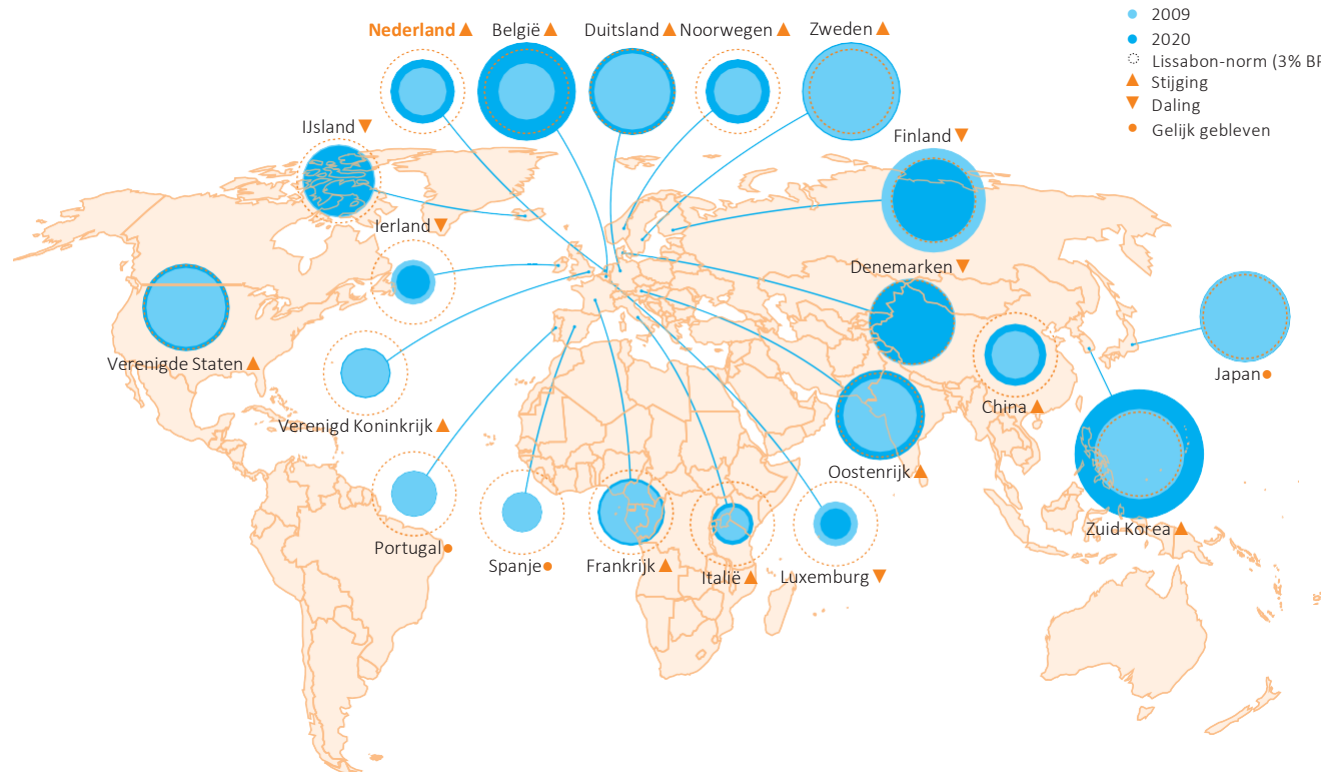 2009
2020
Lissabon-norm (3% BF
Stijging
Daling
Gelijk gebleven
Nederland
België
Duitsland
Noorwegen
Zweden
IJsland
Finland
Ierland
Denemarken
Verenigde Staten
Japan
China
Verenigd Koninkrijk
Oostenrijk
Zuid Korea
Portugal
Spanje
Frankrijk
Italië
Luxemburg